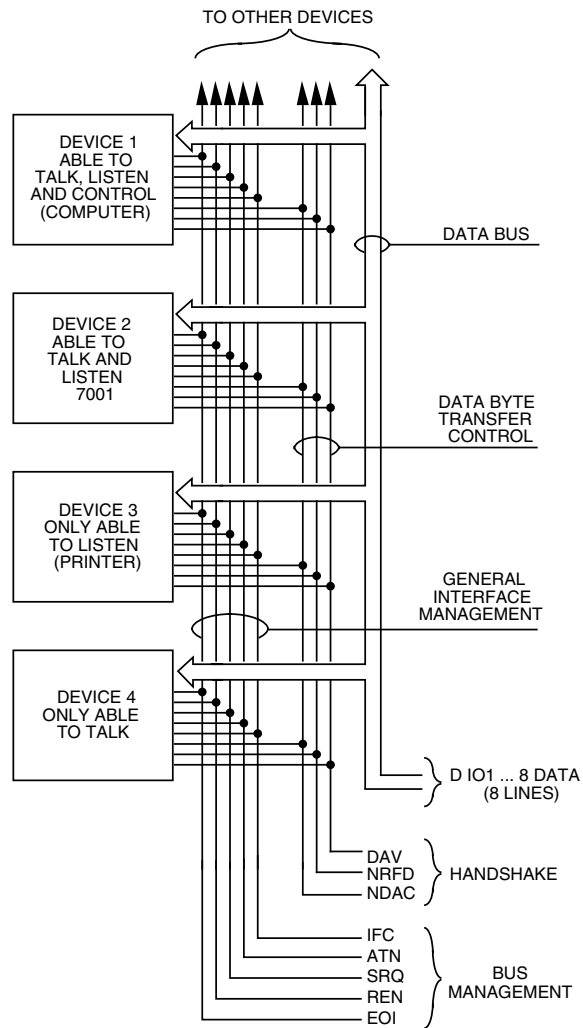 TO OTHER DEVICES
DEVICE 1
ABLE TO
TALK, LISTEN
AND CONTROL
(COMPUTER)
DATA BUS
DEVICE 2
ABLE TO
TALK AND
LISTEN
7001
DATA BYTE
TRANSFER
CONTROL
DEVICE 3
ONLY ABLE
TO LISTEN
(PRINTER)
GENERAL
INTERFACE
MANAGEMENT
DEVICE 4
ONLY ABLE
TO TALK
D IO1 ... 8 DATA
(8 LINES)
DAV
NRFD
NDAC
HANDSHAKE
IFC
ATN
SRQ
REN
EOI
BUS
MANAGEMENT